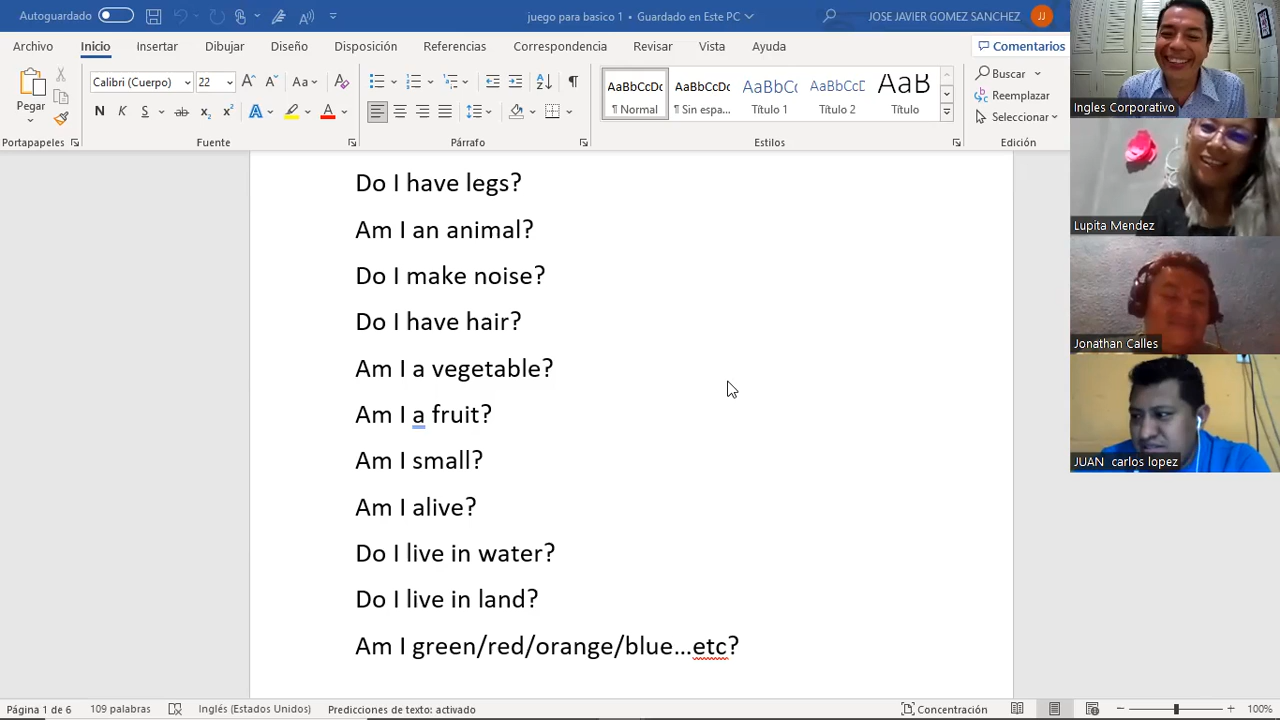 Autoguardado
juego para basico 1 • Guardado en Este PC
JOSE JAVIER GOMEZ SANCHEZ
JJ
Archivo Inicio Insertar Dibujar Diseño Disposición Referencias Correspondencia Revisar Vista Ayuda
Comentarios
Pegar
Calibri (Cuerpo) 22
Aa
N K S ab x₂ x² A A
AaBbCcDc AaBbCcDc AaBbCc AaBbCcD AaB
¶ Normal ¶ Sin espa... Título 1 Título 2 Título
Buscar
Reemplazar
Seleccionar
Portapapeles Fuente Párrafo Estilos Edición
Do I have legs?
Am I an animal?
Do I make noise?
Do I have hair?
Am I a vegetable?
Am I a fruit?
Am I small?
Am I alive?
Do I live in water?
Do I live in land?
Am I green/red/orange/blue...etc?
Ingles Corporativo
Lupita Mendez
Jonathan Calles
JUAN carlos lopez
Página 1 de 6 109 palabras Inglés (Estados Unidos) Predicciones de texto: activado Concentración 100%